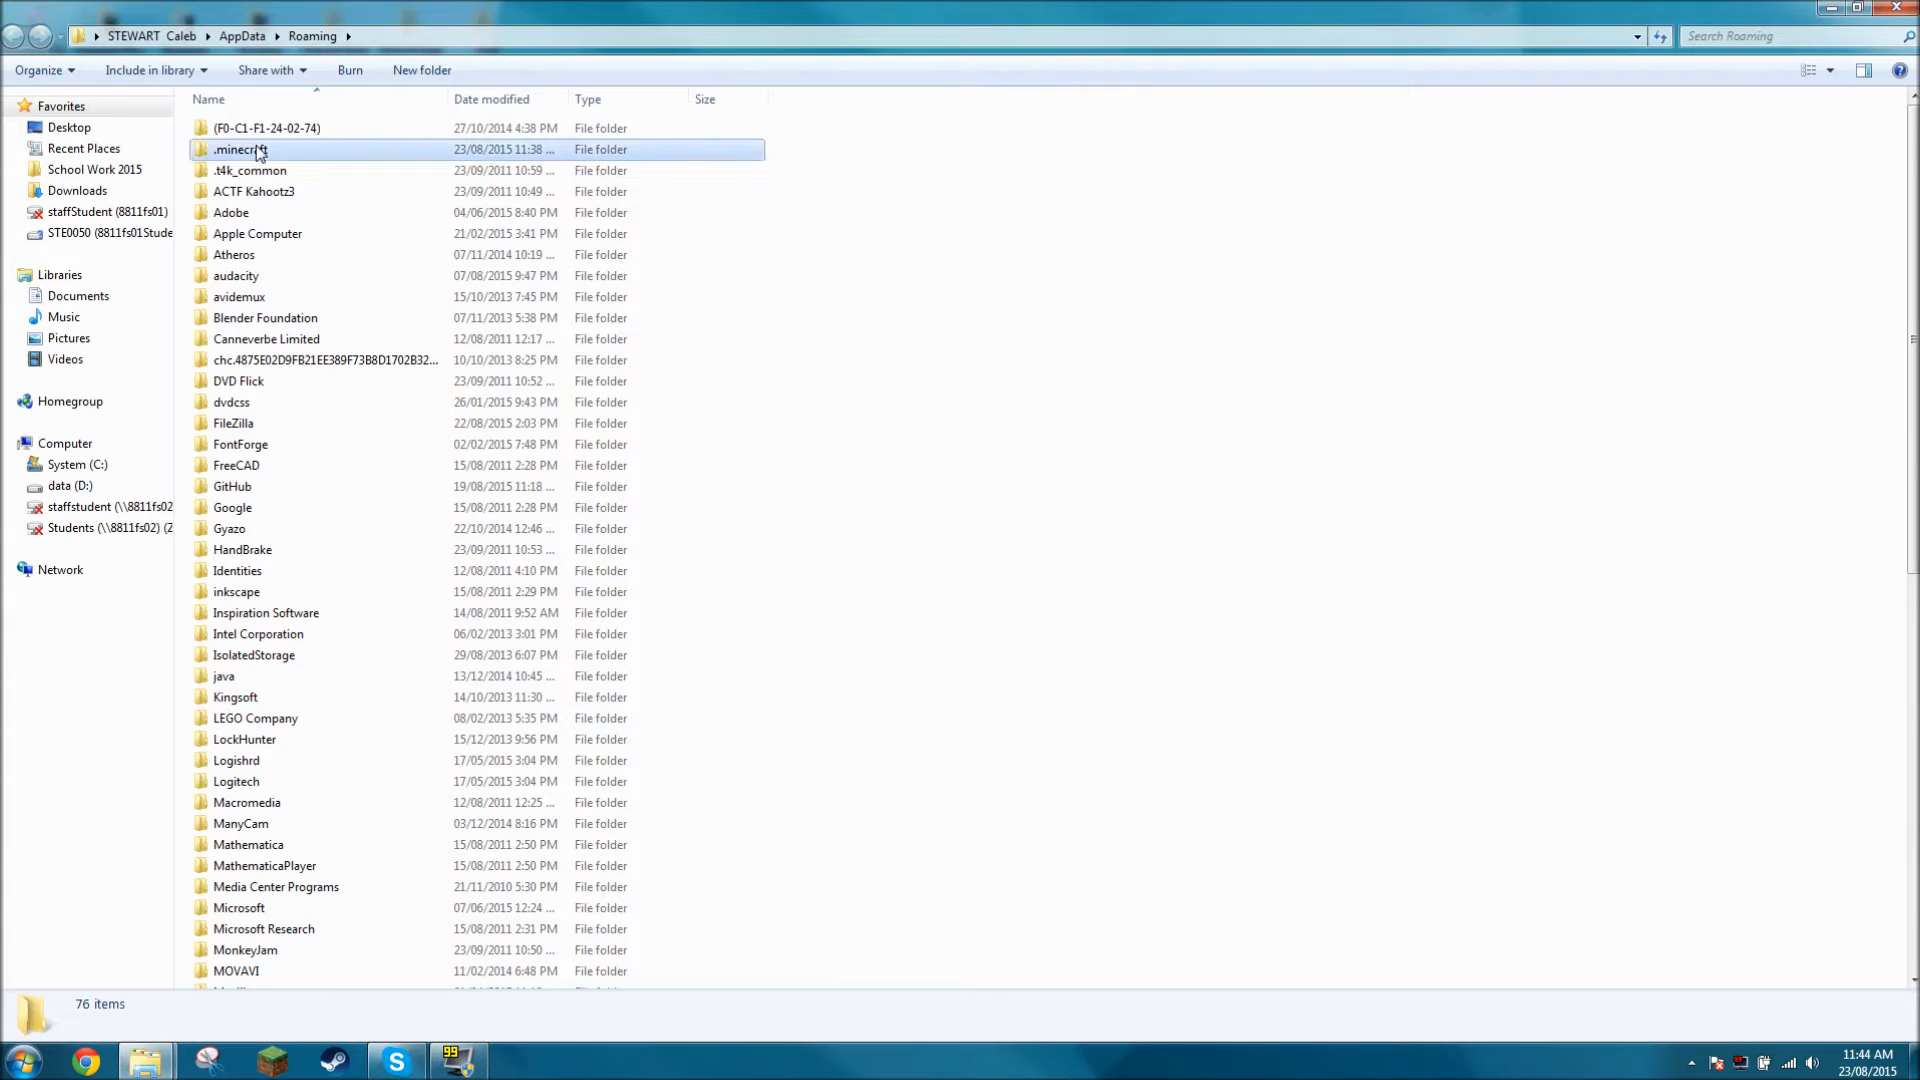 STEWART Caleb AppData Roaming
Search Roaming
Organize Include in library Share with Burn New folder
Name Date modified Type Size
Favorites
Desktop
Recent Places
School Work 2015
Downloads
staffStudent (8811fs01)
STE0050 (8811fs01Stude
Libraries
Documents
Music
Pictures
Videos
Homegroup
Computer
System (C:)
data (D:)
staffstudent (\\8811fs02
Students (\\8811fs02) (Z
Network
(F0-C1-F1-24-02-74) 27/10/2014 4:38 PM File folder
.minecraft 23/08/2015 11:38 ... File folder
.t4k_common 23/09/2011 10:59 ... File folder
ACTF Kahootz3 23/09/2011 10:49 ... File folder
Adobe 04/06/2015 8:40 PM File folder
Apple Computer 21/02/2015 3:41 PM File folder
Atheros 07/11/2014 10:19 ... File folder
audacity 07/08/2015 9:47 PM File folder
avidemux 15/10/2013 7:45 PM File folder
Blender Foundation 07/11/2013 5:38 PM File folder
Canneverbe Limited 12/08/2011 12:17 ... File folder
chc.4875E02D9FB21EE389F73B8D1702B32... 10/10/2013 8:25 PM File folder
DVD Flick 23/09/2011 10:52 ... File folder
dvdcss 26/01/2015 9:43 PM File folder
FileZilla 22/08/2015 2:03 PM File folder
FontForge 02/02/2015 7:48 PM File folder
FreeCAD 15/08/2011 2:28 PM File folder
GitHub 19/08/2015 11:18 ... File folder
Google 15/08/2011 2:28 PM File folder
Gyazo 22/10/2014 12:46 ... File folder
HandBrake 23/09/2011 10:53 ... File folder
Identities 12/08/2011 4:10 PM File folder
inkscape 15/08/2011 2:29 PM File folder
Inspiration Software 14/08/2011 9:52 AM File folder
Intel Corporation 06/02/2013 3:01 PM File folder
IsolatedStorage 29/08/2013 6:07 PM File folder
java 13/12/2014 10:45 ... File folder
Kingsoft 14/10/2013 11:30 ... File folder
LEGO Company 08/02/2013 5:35 PM File folder
LockHunter 15/12/2013 9:56 PM File folder
Logishrd 17/05/2015 3:04 PM File folder
Logitech 17/05/2015 3:04 PM File folder
Macromedia 12/08/2011 12:25 ... File folder
ManyCam 03/12/2014 8:16 PM File folder
Mathematica 15/08/2011 2:50 PM File folder
MathematicaPlayer 15/08/2011 2:50 PM File folder
Media Center Programs 21/11/2010 5:30 PM File folder
Microsoft 07/06/2015 12:24 ... File folder
Microsoft Research 15/08/2011 2:31 PM File folder
MonkeyJam 23/09/2011 10:50 ... File folder
MOVAVI 11/02/2014 6:48 PM File folder
76 items
99
11:44 AM
23/08/2015